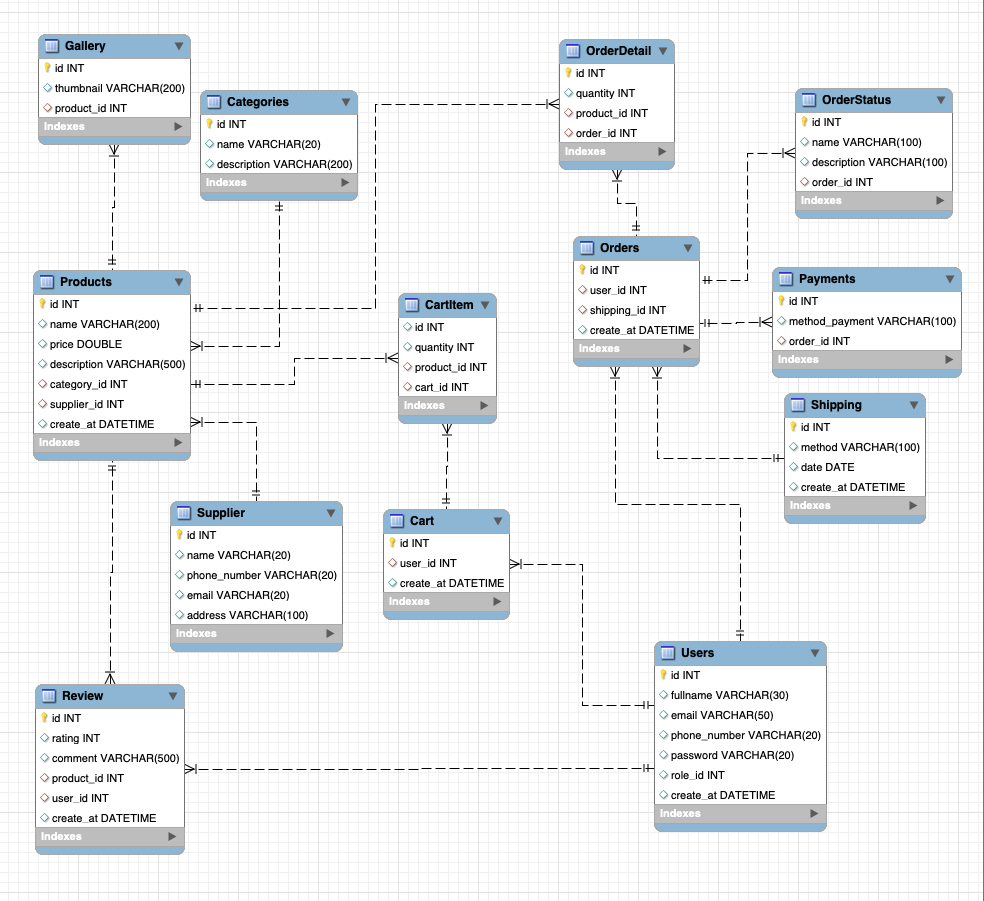 Gallery
id INT
thumbnail VARCHAR(200)
product_id INT
Indexes
Categories
id INT
name VARCHAR(20)
description VARCHAR(200)
Indexes
OrderDetail
id INT
quantity INT
product_id INT
order_id INT
Indexes
OrderStatus
id INT
name VARCHAR(100)
description VARCHAR(100)
order_id INT
Indexes
Products
id INT
name VARCHAR(200)
price DOUBLE
description VARCHAR(500)
category_id INT
supplier_id INT
create_at DATETIME
Indexes
CartItem
id INT
quantity INT
product_id INT
cart_id INT
Indexes
Orders
id INT
user_id INT
shipping_id INT
create_at DATETIME
Indexes
Payments
id INT
method_payment VARCHAR(100)
order_id INT
Indexes
Shipping
id INT
method VARCHAR(100)
date DATE
create_at DATETIME
Indexes
Supplier
id INT
name VARCHAR(20)
phone_number VARCHAR(20)
email VARCHAR(20)
address VARCHAR(100)
Indexes
Cart
id INT
user_id INT
create_at DATETIME
Indexes
Users
id INT
fullname VARCHAR(30)
email VARCHAR(50)
phone_number VARCHAR(20)
password VARCHAR(20)
role_id INT
create_at DATETIME
Indexes
Review
id INT
rating INT
comment VARCHAR(500)
product_id INT
user_id INT
create_at DATETIME
Indexes